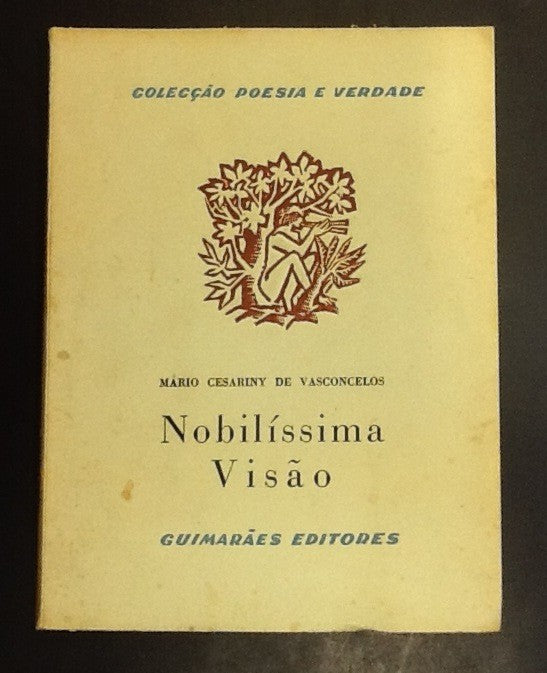 COLECÇÃO POESIA E VERDADE
MARIO CESARINY DE VASCONCELOS
Nobilíssima
Visão
GUIMARÃES EDITORES